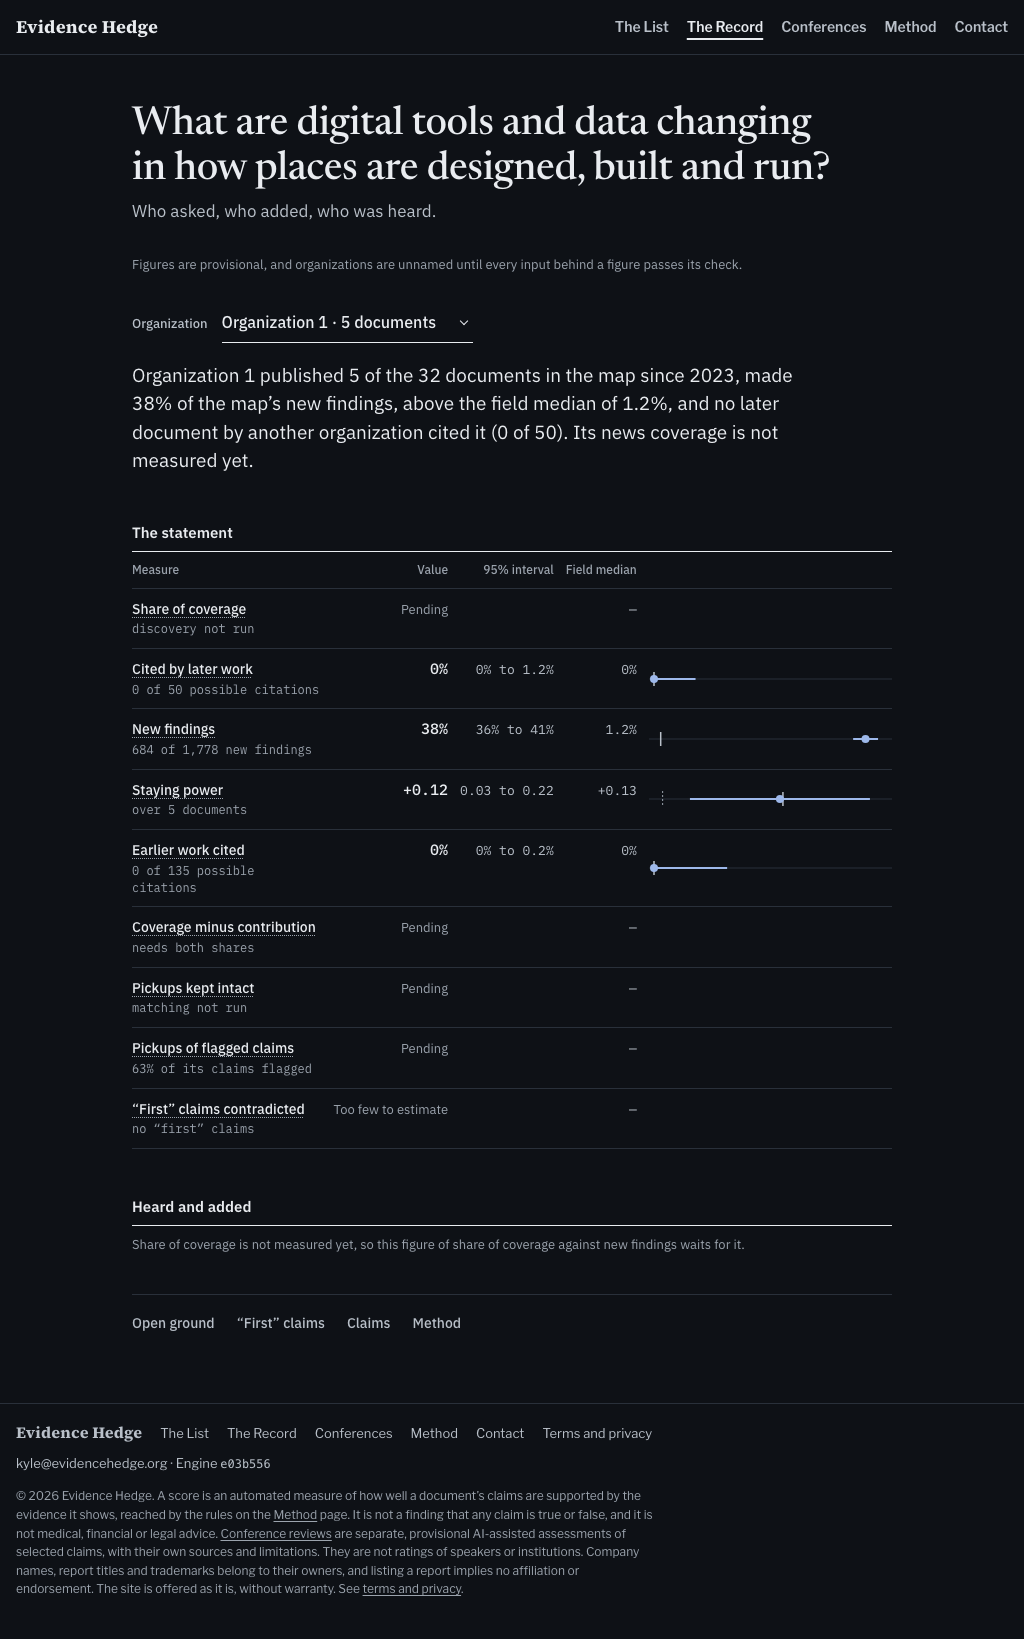 Evidence Hedge
The List The Record Conferences Method Contact
What are digital tools and data changing
in how places are designed, built and run?
Who asked, who added, who was heard.
Figures are provisional, and organizations are unnamed until every input behind a figure passes its check.
Organization Organization 1 · 5 documents
Organization 1 published 5 of the 32 documents in the map since 2023, made
38% of the map’s new findings, above the field median of 1.2%, and no later
document by another organization cited it (0 of 50). Its news coverage is not
measured yet.
The statement
Measure Value 95% interval Field median
Share of coverage Pending –
discovery not run
Cited by later work 0% 0% to 1.2% 0%
0 of 50 possible citations
New findings 38% 36% to 41% 1.2%
684 of 1,778 new findings
Staying power +0.12 0.03 to 0.22 +0.13
over 5 documents
Earlier work cited 0% 0% to 0.2% 0%
0 of 135 possible
citations
Coverage minus contribution Pending –
needs both shares
Pickups kept intact Pending –
matching not run
Pickups of flagged claims Pending –
63% of its claims flagged
“First” claims contradicted Too few to estimate –
no “first” claims
Heard and added
Share of coverage is not measured yet, so this figure of share of coverage against new findings waits for it.
Open ground “First” claims Claims Method
Evidence Hedge The List The Record Conferences Method Contact Terms and privacy
kyle@evidencehedge.org · Engine e03b556
© 2026 Evidence Hedge. A score is an automated measure of how well a document’s claims are supported by the
evidence it shows, reached by the rules on the Method page. It is not a finding that any claim is true or false, and it is
not medical, financial or legal advice. Conference reviews are separate, provisional AI-assisted assessments of
selected claims, with their own sources and limitations. They are not ratings of speakers or institutions. Company
names, report titles and trademarks belong to their owners, and listing a report implies no affiliation or
endorsement. The site is offered as it is, without warranty. See terms and privacy.